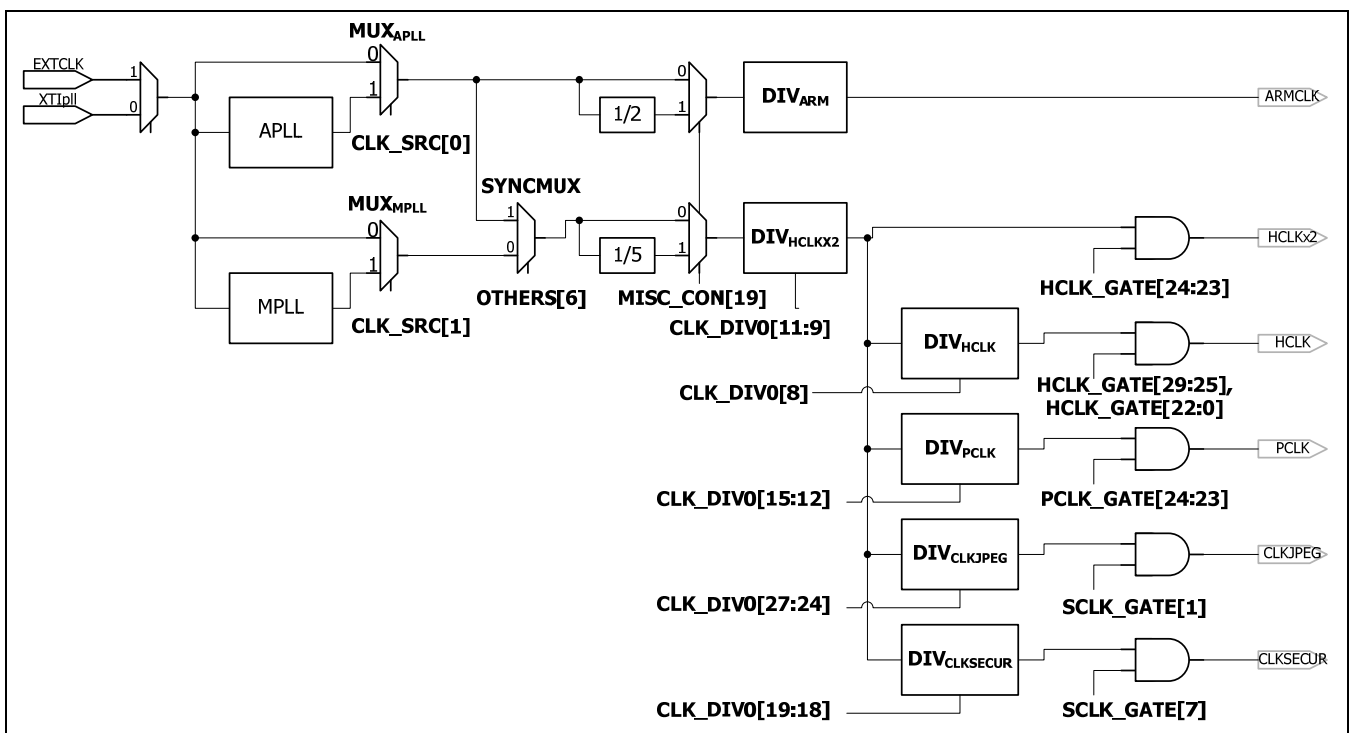 MUXAPLL
EXTCLK
1
0
0
XTIpll
1
APLL
CLK_SRC[0]
0
1/2
1
DIVARM
ARMCLK
SYNCMUX
MUXMPLL
0
1
MPLL
CLK_SRC[1]
1
0
OTHERS[6]
0
1/5
1
MISC_CON[19]
DIVHCLKX2
CLK_DIV0[11:9]
HCLKx2
HCLK_GATE[24:23]
DIVHCLK
HCLK
CLK_DIV0[8]
HCLK_GATE[29:25],
HCLK_GATE[22:0]
DIVPCLK
PCLK
CLK_DIV0[15:12]
PCLK_GATE[24:23]
DIVCLKJPEG
CLKJPEG
CLK_DIV0[27:24]
SCLK_GATE[1]
DIVCLKSECUR
CLKSECUR
CLK_DIV0[19:18]
SCLK_GATE[7]